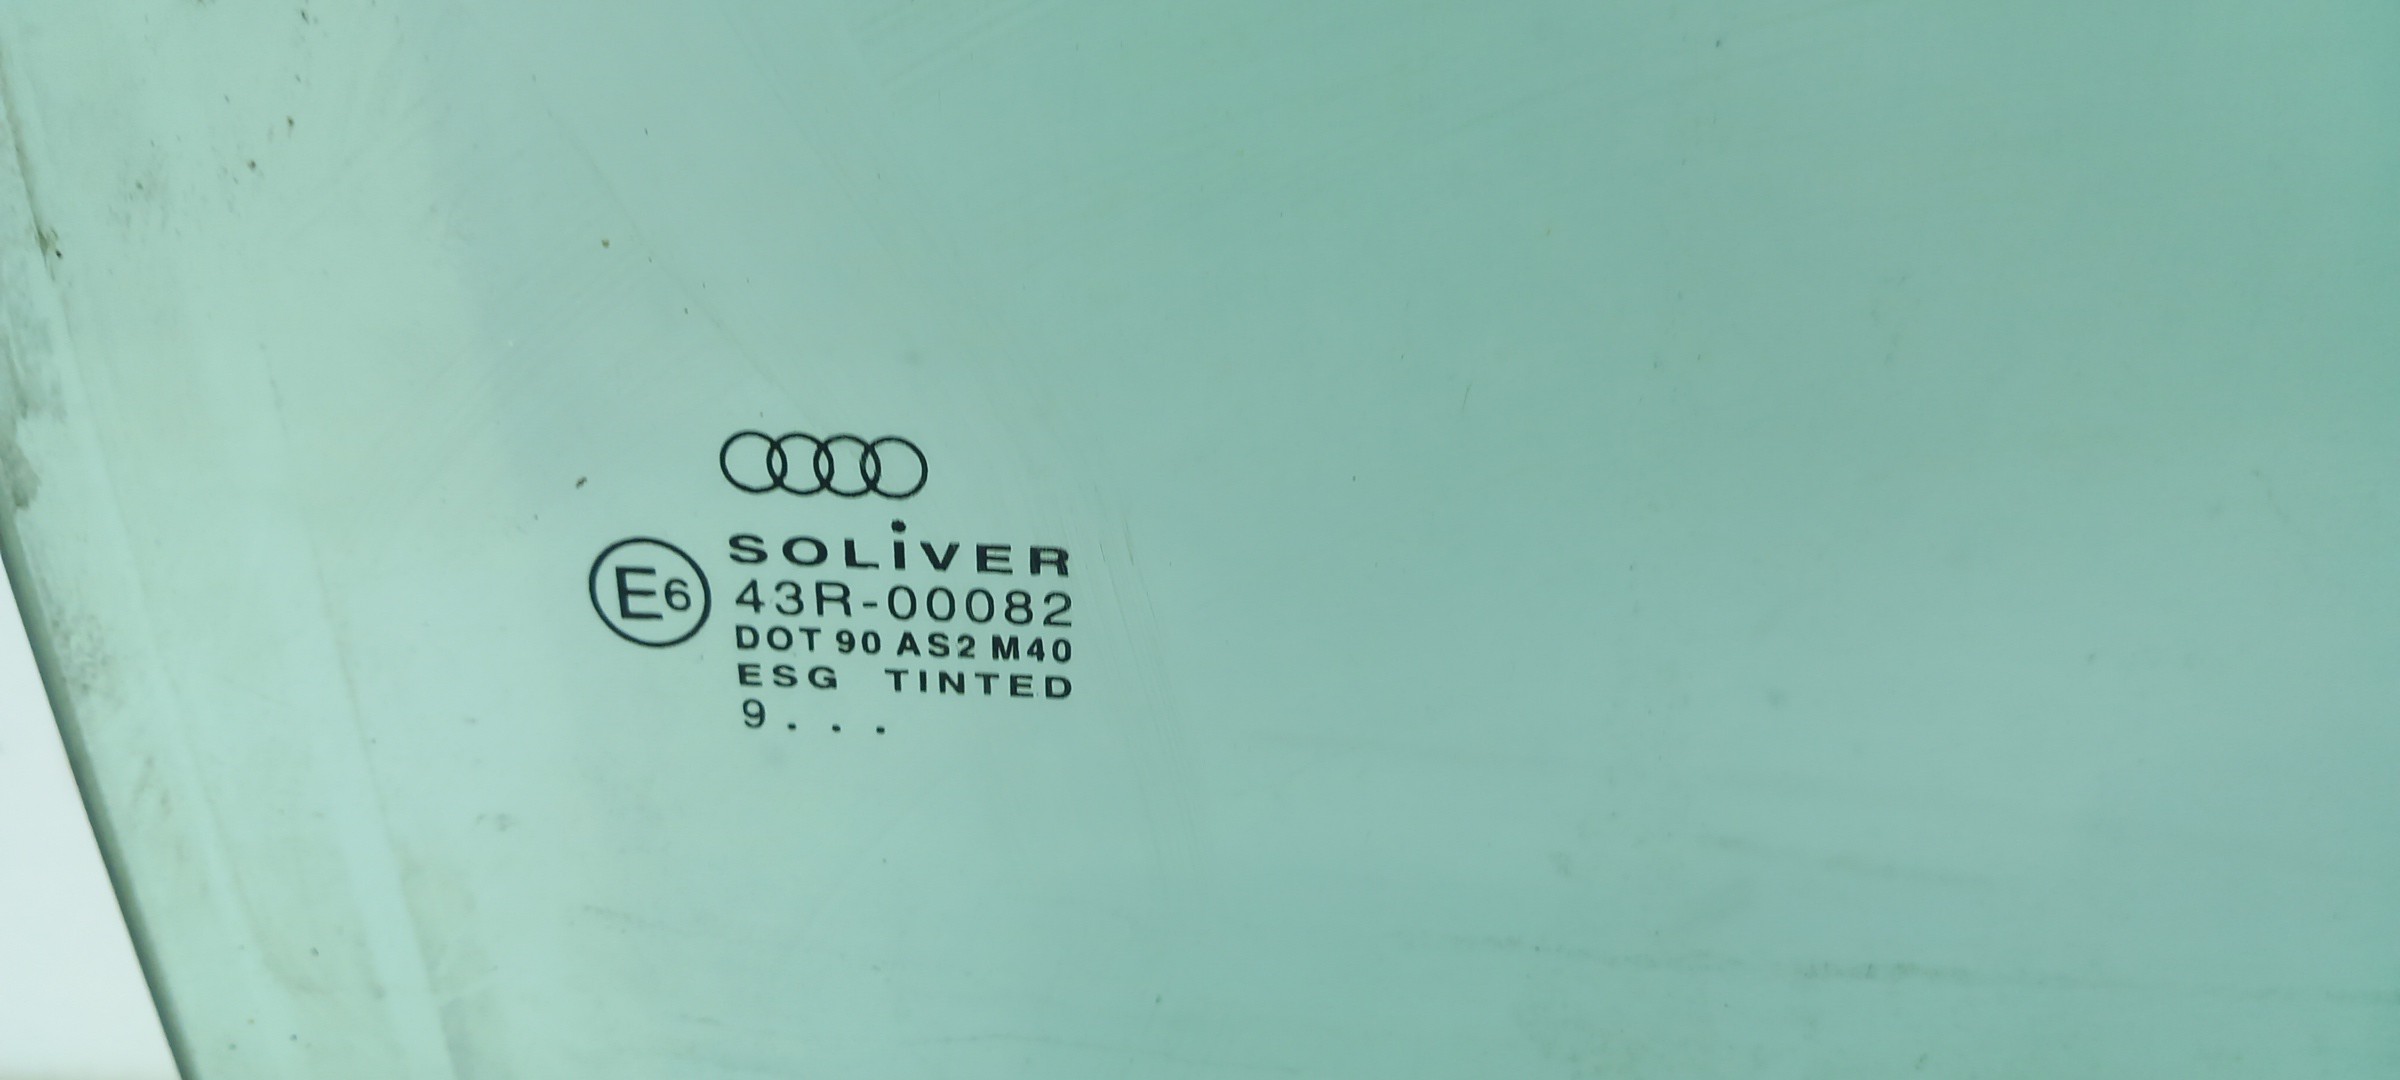 SOLiVER
E6
43R-00082
DOT 90 AS2 M40
ESG TINTED
9...